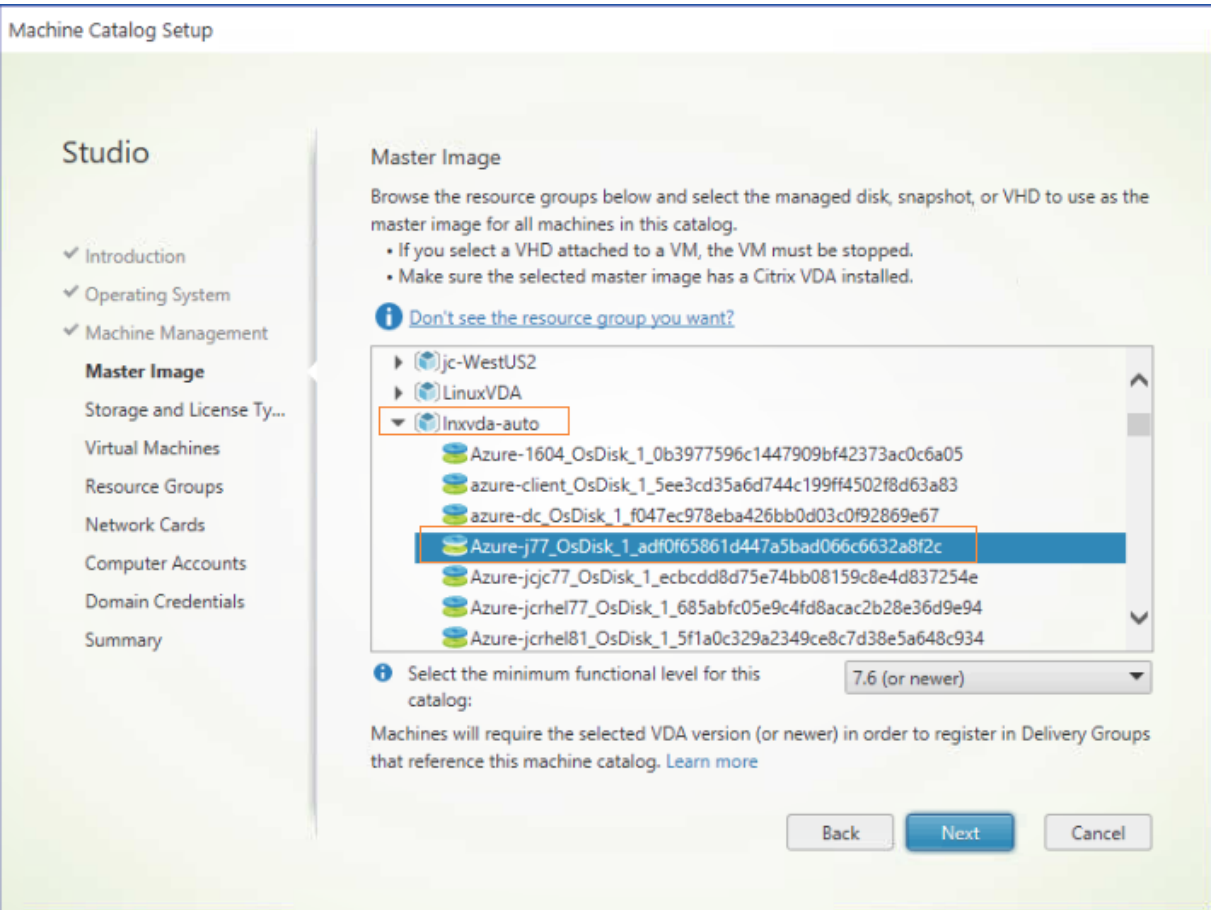 Machine Catalog Setup
Studio
✓ Introduction
✓ Operating System
✓ Machine Management
Master Image
Storage and License Ty...
Virtual Machines
Resource Groups
Network Cards
Computer Accounts
Domain Credentials
Summary
Master Image
Browse the resource groups below and select the managed disk, snapshot, or VHD to use as the
master image for all machines in this catalog.
• If you select a VHD attached to a VM, the VM must be stopped.
• Make sure the selected master image has a Citrix VDA installed.
Don't see the resource group you want?
jc-WestUS2
LinuxVDA
lnxvda-auto
Azure-1604_OsDisk_1_0b3977596c1447909bf42373ac0c6a05
azure-client_OsDisk_1_5ee3cd35a6d744c199ff4502f8d63a83
azure-dc_OsDisk_1_f047ec978eba426bb0d03c0f92869e67
Azure-j77_OsDisk_1_adf0f65861d447a5bad066c6632a8f2c
Azure-jcjc77_OsDisk_1_ecbcdd8d75e74bb08159c8e4d837254e
Azure-jcrhel77_OsDisk_1_685abfc05e9c4fd8acac2b28e36d9e94
Azure-jcrhel81_OsDisk_1_5f1a0c329a2349ce8c7d38e5a648c934
Select the minimum functional level for this
catalog:
7.6 (or newer)
Machines will require the selected VDA version (or newer) in order to register in Delivery Groups
that reference this machine catalog. Learn more
Back
Next
Cancel